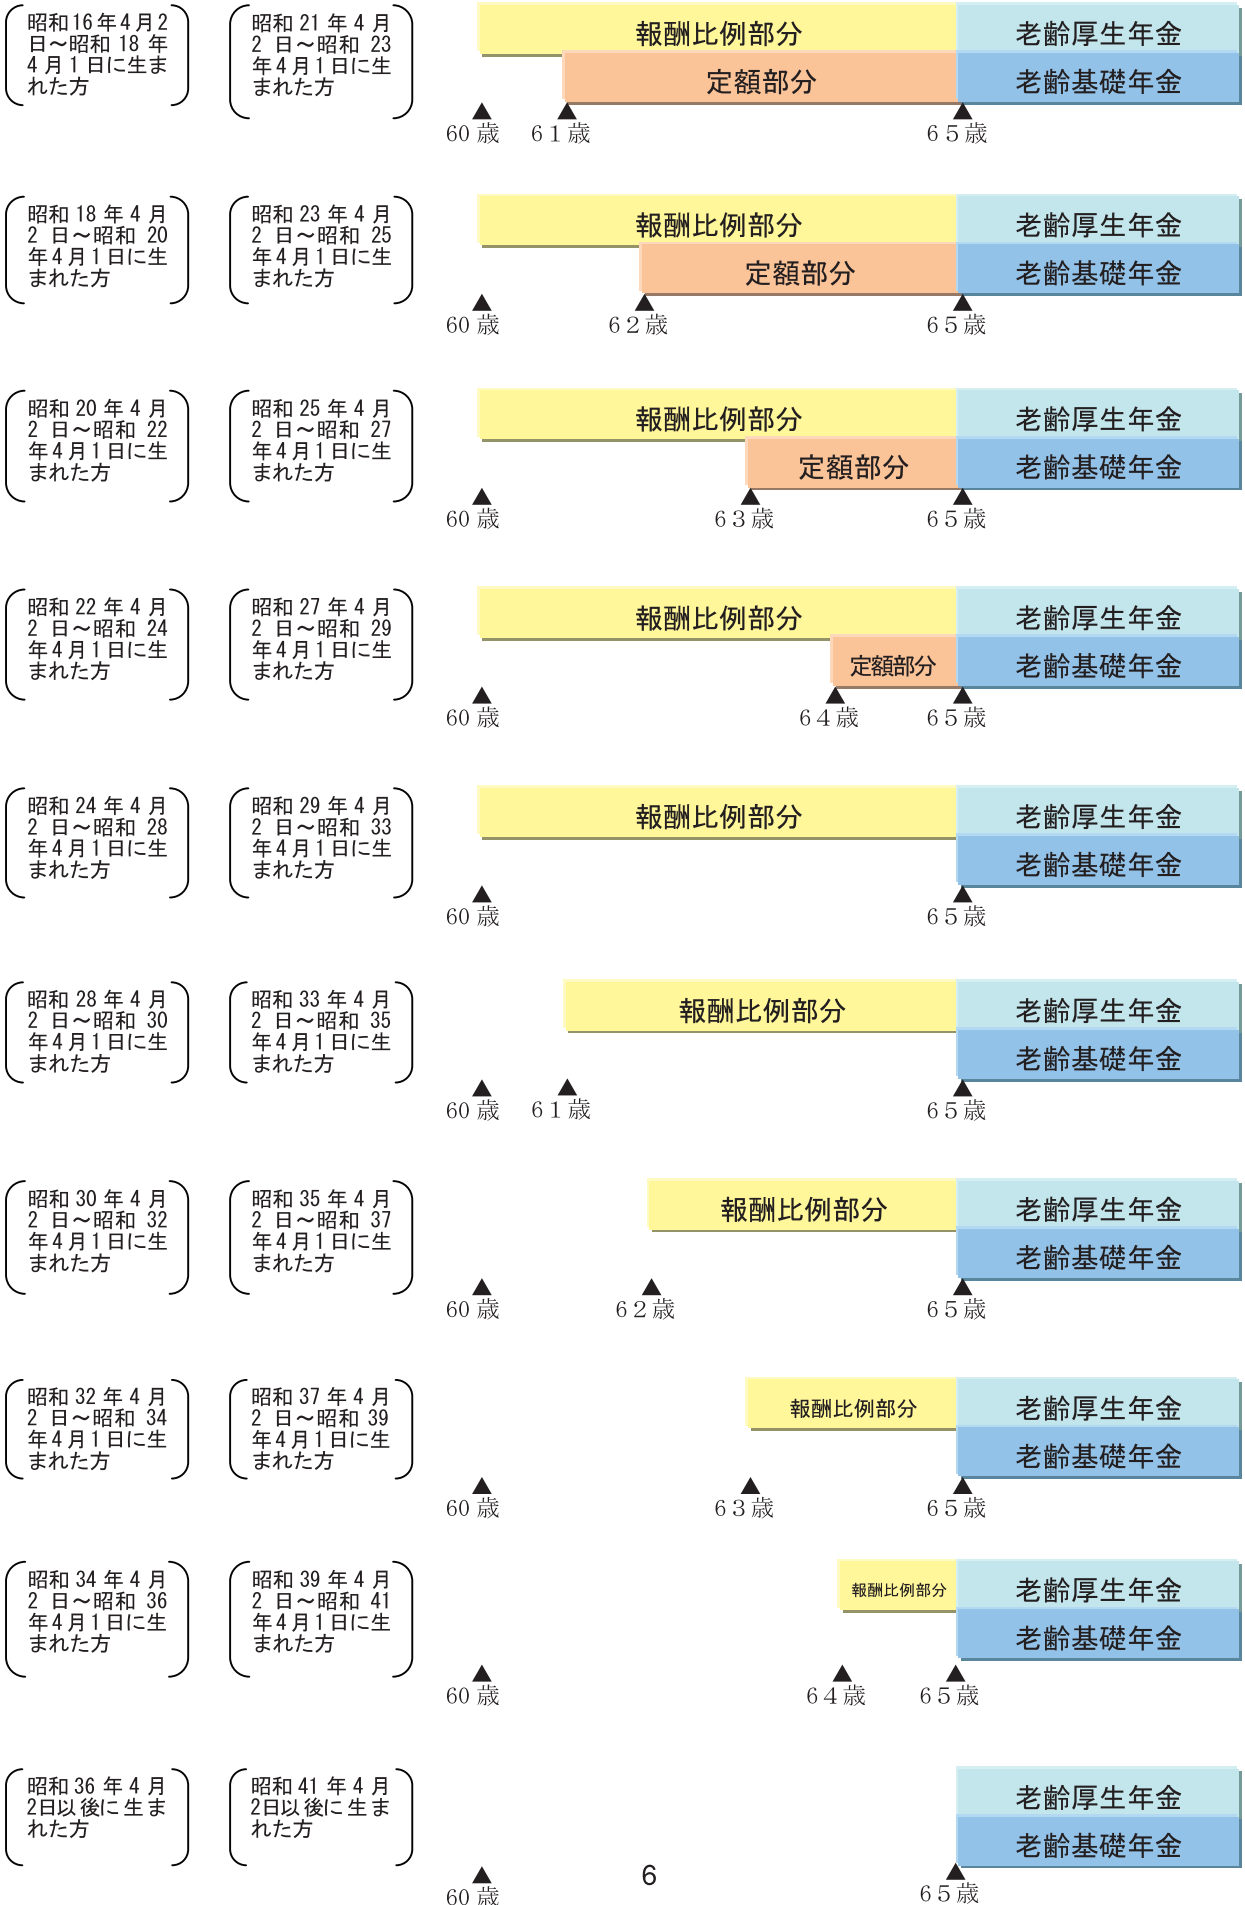 昭和16年4月2
日～昭和 18 年
4 月 1 日に生ま
れた方
昭和 21 年 4 月
2 日～昭和 23
年 4 月 1 日に生
まれた方
報酬比例部分
老齢厚生年金
定額部分
老齢基礎年金
60 歳
６１歳
６５歳
昭和 18 年 4 月
2 日～昭和 20
年 4 月 1 日に生
まれた方
昭和 23 年 4 月
2 日～昭和 25
年 4 月 1 日に生
まれた方
報酬比例部分
老齢厚生年金
定額部分
老齢基礎年金
60 歳
６２歳
６５歳
昭和 20 年 4 月
2 日～昭和 22
年 4 月 1 日に生
まれた方
昭和 25 年 4 月
2 日～昭和 27
年 4 月 1 日に生
まれた方
報酬比例部分
老齢厚生年金
定額部分
老齢基礎年金
60 歳
６３歳
６５歳
昭和 22 年 4 月
2 日～昭和 24
年 4 月 1 日に生
まれた方
昭和 27 年 4 月
2 日～昭和 29
年 4 月 1 日に生
まれた方
報酬比例部分
老齢厚生年金
定額部分
老齢基礎年金
60 歳
６４歳
６５歳
昭和 24 年 4 月
2 日～昭和 28
年 4 月 1 日に生
まれた方
昭和 29 年 4 月
2 日～昭和 33
年 4 月 1 日に生
まれた方
報酬比例部分
老齢厚生年金
老齢基礎年金
60 歳
６５歳
昭和 28 年 4 月
2 日～昭和 30
年 4 月 1 日に生
まれた方
昭和 33 年 4 月
2 日～昭和 35
年 4 月 1 日に生
まれた方
報酬比例部分
老齢厚生年金
老齢基礎年金
60 歳
６１歳
６５歳
昭和 30 年 4 月
2 日～昭和 32
年 4 月 1 日に生
まれた方
昭和 35 年 4 月
2 日～昭和 37
年 4 月 1 日に生
まれた方
報酬比例部分
老齢厚生年金
老齢基礎年金
60 歳
６２歳
６５歳
昭和 32 年 4 月
2 日～昭和 34
年 4 月 1 日に生
まれた方
昭和 37 年 4 月
2 日～昭和 39
年 4 月 1 日に生
まれた方
報酬比例部分
老齢厚生年金
老齢基礎年金
60 歳
６３歳
６５歳
昭和 34 年 4 月
2 日～昭和 36
年 4 月 1 日に生
まれた方
昭和 39 年 4 月
2 日～昭和 41
年 4 月 1 日に生
まれた方
報酬比例部分
老齢厚生年金
老齢基礎年金
60 歳
６４歳
６５歳
昭和 36 年 4 月
2日以後に生ま
れた方
昭和 41 年 4 月
2日以後に生ま
れた方
老齢厚生年金
老齢基礎年金
60 歳
６５歳
6